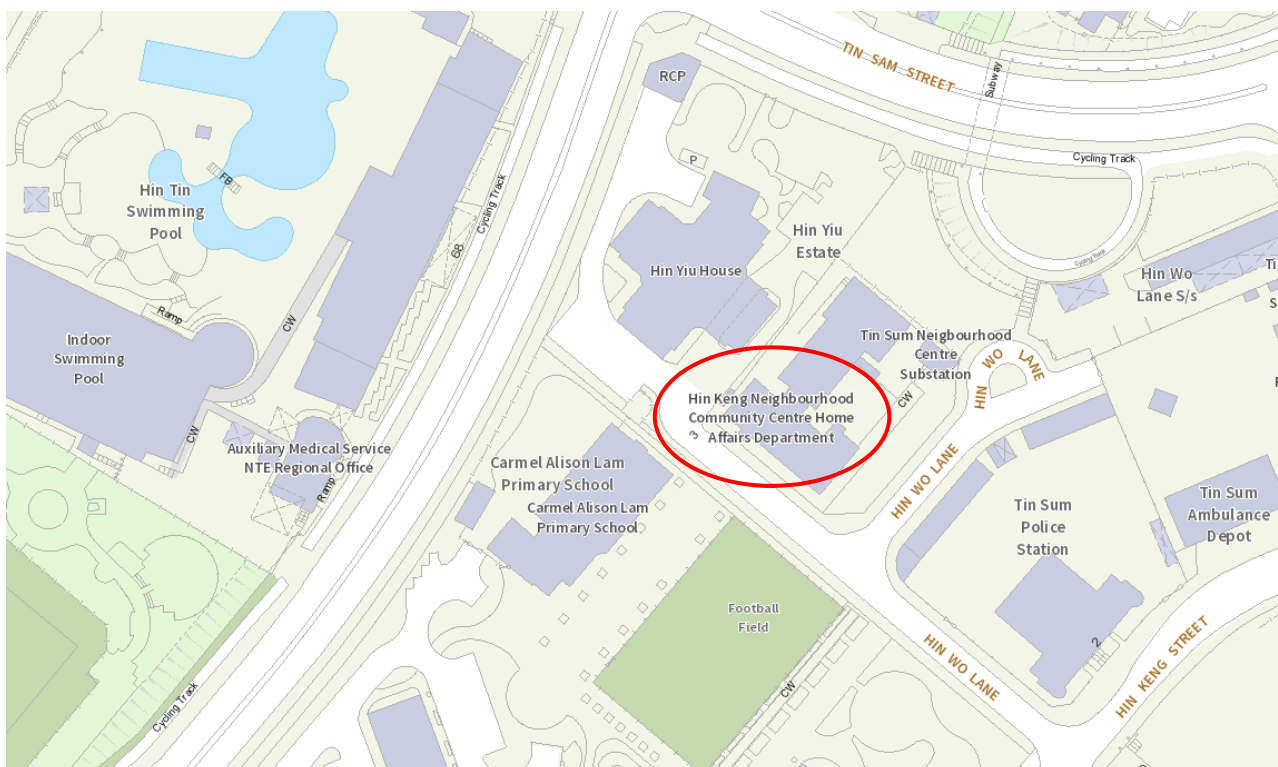 TIN SAM STREET
RCP
Subway
Cycling Track
P
Hin Tin
Swimming
Pool
FB
Cycling Track
68
Hin Yiu
Estate
Hin Yiu House
Cycling Track
Hin Wo
Lane S/s
Ramp
CW
Indoor
Swimming
Pool
Tin Sum Neigbourhood
Centre
Substation
HIN WO LANE
Hin Keng Neighbourhood
Community Centre Home
Affairs Department
3
CW
CW
Auxiliary Medical Service
NTE Regional Office
Ramp
Carmel Alison Lam
Primary School
Carmel Alison Lam
Primary School
HIN WO LANE
Tin Sum
Police
Station
Tin Sum
Ambulance
Depot
Football
Field
2
HIN WO LANE
HIN KENG STREET
CW
Cycling Track